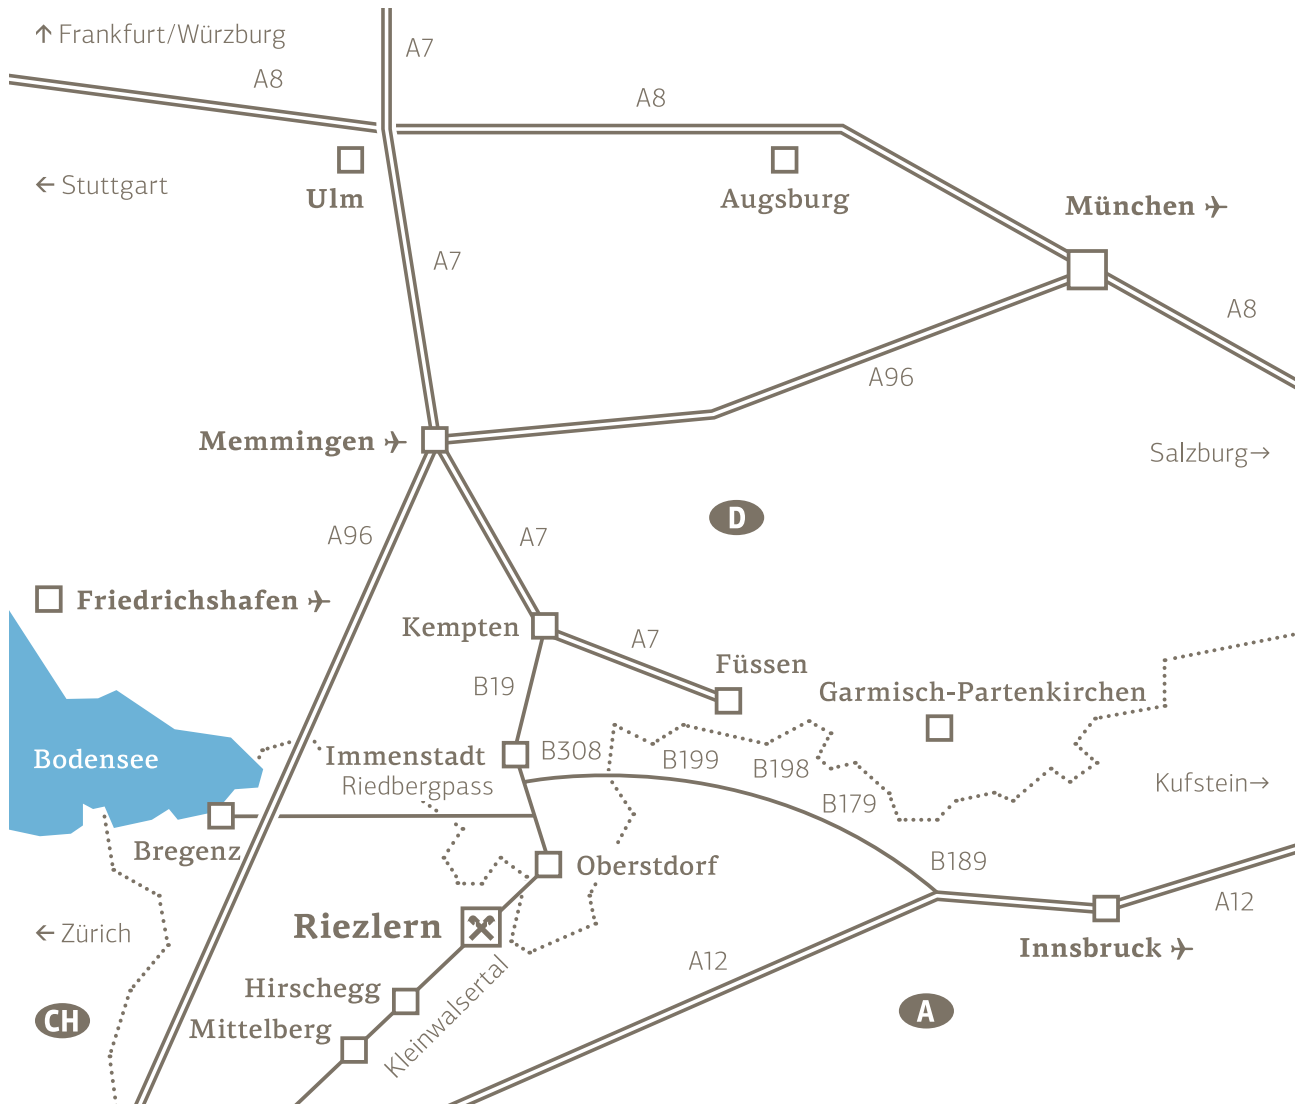 ↑ Frankfurt/Würzburg
A7
A8
A8
← Stuttgart
Ulm
Augsburg
München
A7
A8
A96
Memmingen
Salzburg→
D
A96
A7
Friedrichshafen
Kempten
A7
Füssen
B19
Garmisch-Partenkirchen
Bodensee
Immenstadt
B308
B199
B198
Riedbergpass
B179
Kufstein→
Bregenz
Oberstdorf
B189
A12
Riezlern
← Zürich
Innsbruck
A12
Hirschegg
Kleinwalsertal
CH
Mittelberg
A